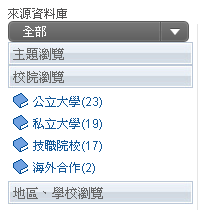 來源資料庫
全部
主題瀏覽
校院瀏覽
公立大學(23)
私立大學(19)
技職院校(17)
海外合作(2)
地區、學校瀏覽